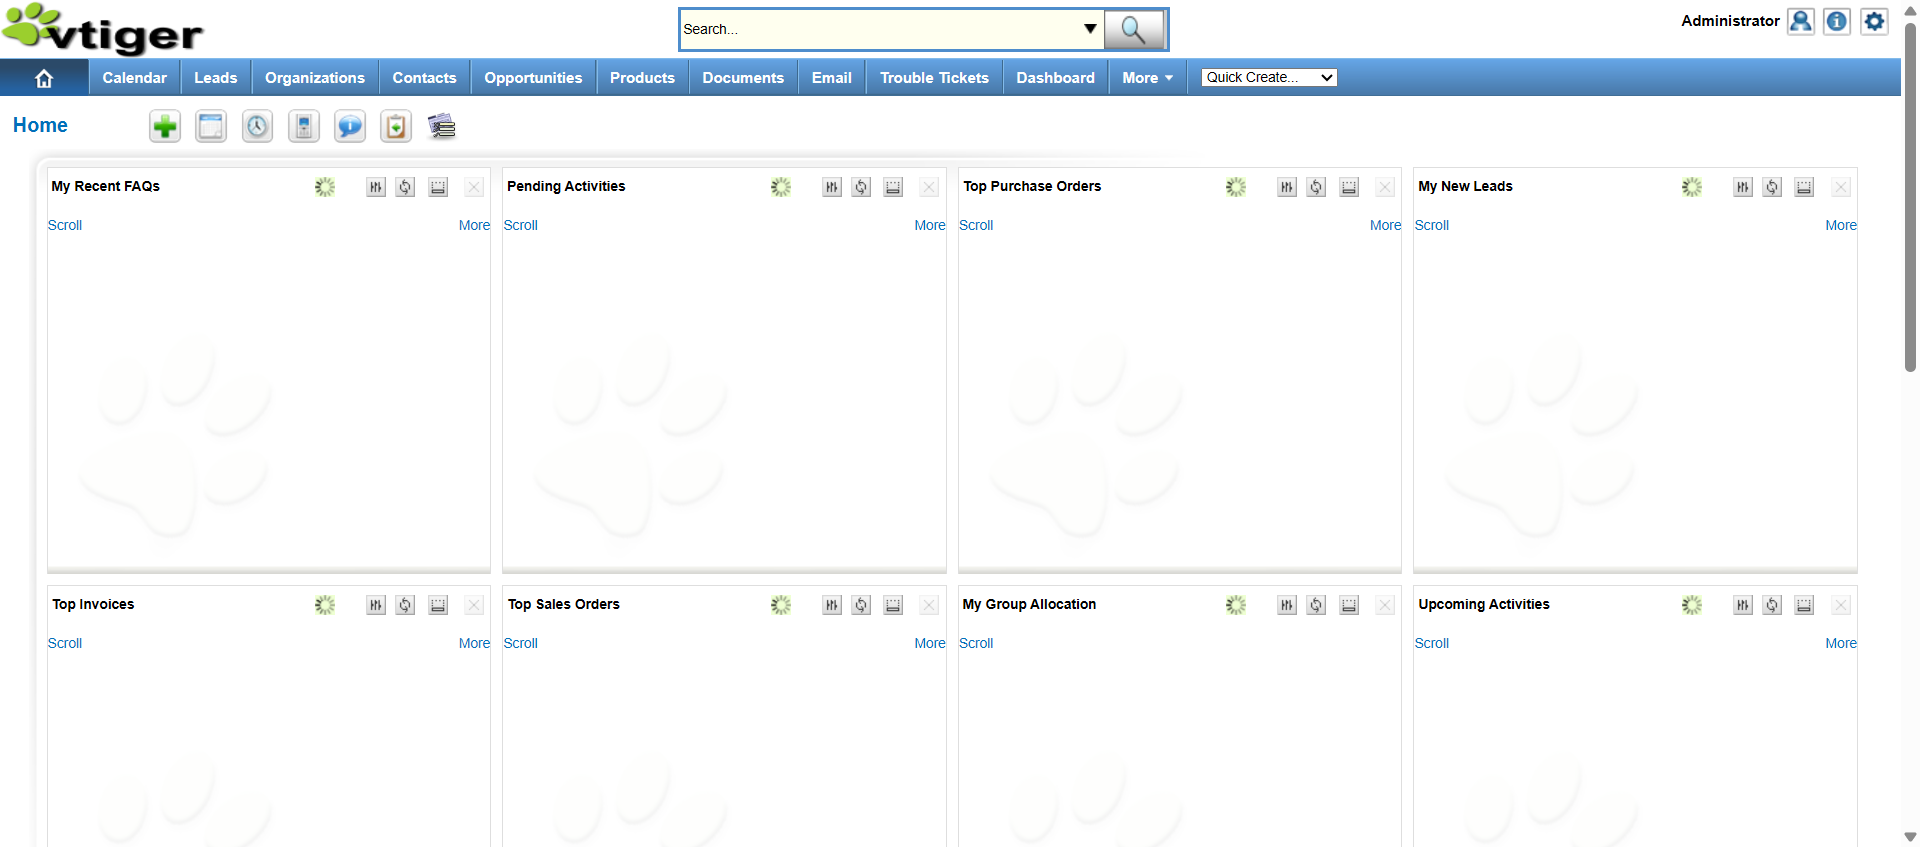 vtiger
Search...
Administrator
Calendar Leads Organizations Contacts Opportunities Products Documents Email Trouble Tickets Dashboard More Quick Create...
Home
My Recent FAQs
Scroll More
Pending Activities
Scroll More
Top Purchase Orders
Scroll More
My New Leads
Scroll More
Top Invoices
Scroll More
Top Sales Orders
Scroll More
My Group Allocation
Scroll
Upcoming Activities
Scroll More